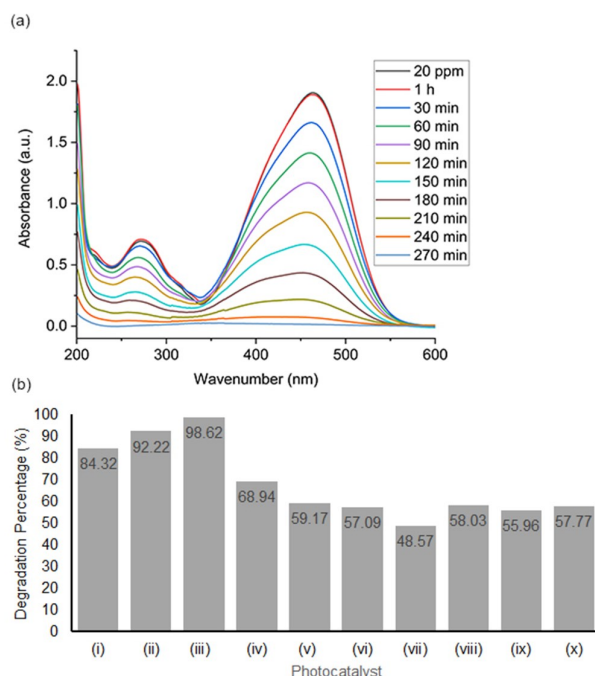 (a)
Absorbance (a.u.)
2.0
1.5
1.0
0.5
0.0
200
300
400
500
600
Wavenumber (nm)
20 ppm
1 h
30 min
60 min
90 min
120 min
150 min
180 min
210 min
240 min
270 min
(b)
Degradation Percentage (%)
100
90
80
70
60
50
40
30
20
10
0
84.32
92.22
98.62
68.94
59.17
57.09
48.57
58.03
55.96
57.77
(i)
(ii)
(iii)
(iv)
(v)
(vi)
(vii)
(viii)
(ix)
(x)
Photocatalyst